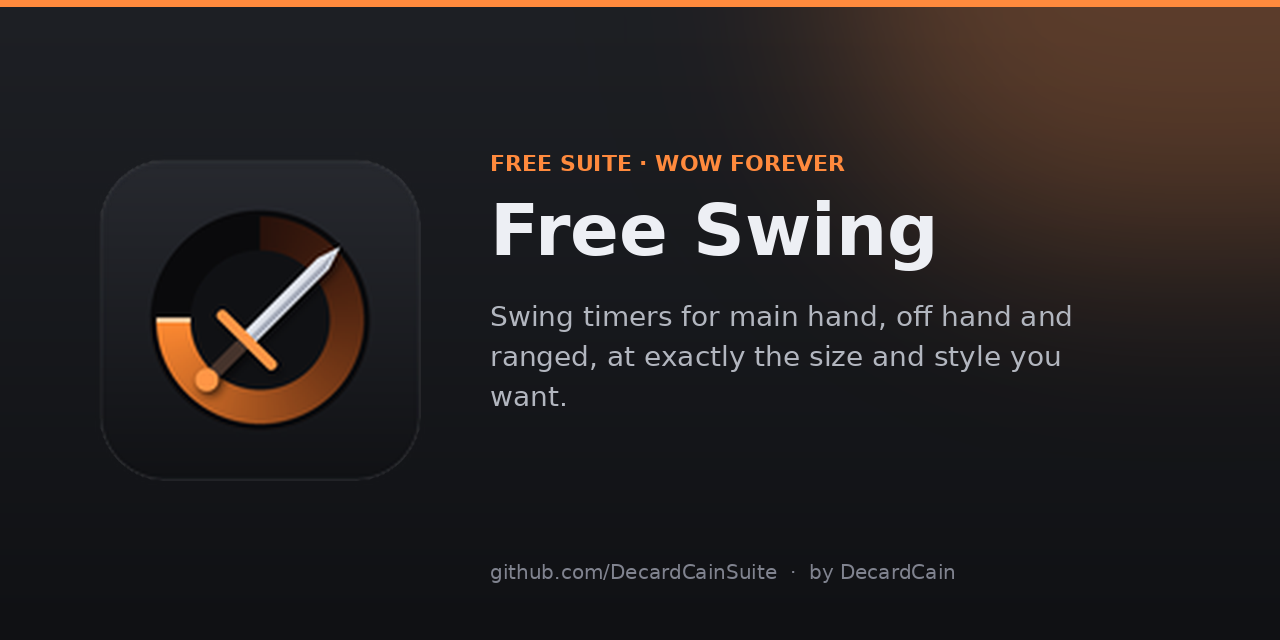 FREE SUITE · WOW FOREVER
Free Swing
Swing timers for main hand, off hand and
ranged, at exactly the size and style you
want.
github.com/DecardCainSuite · by DecardCain